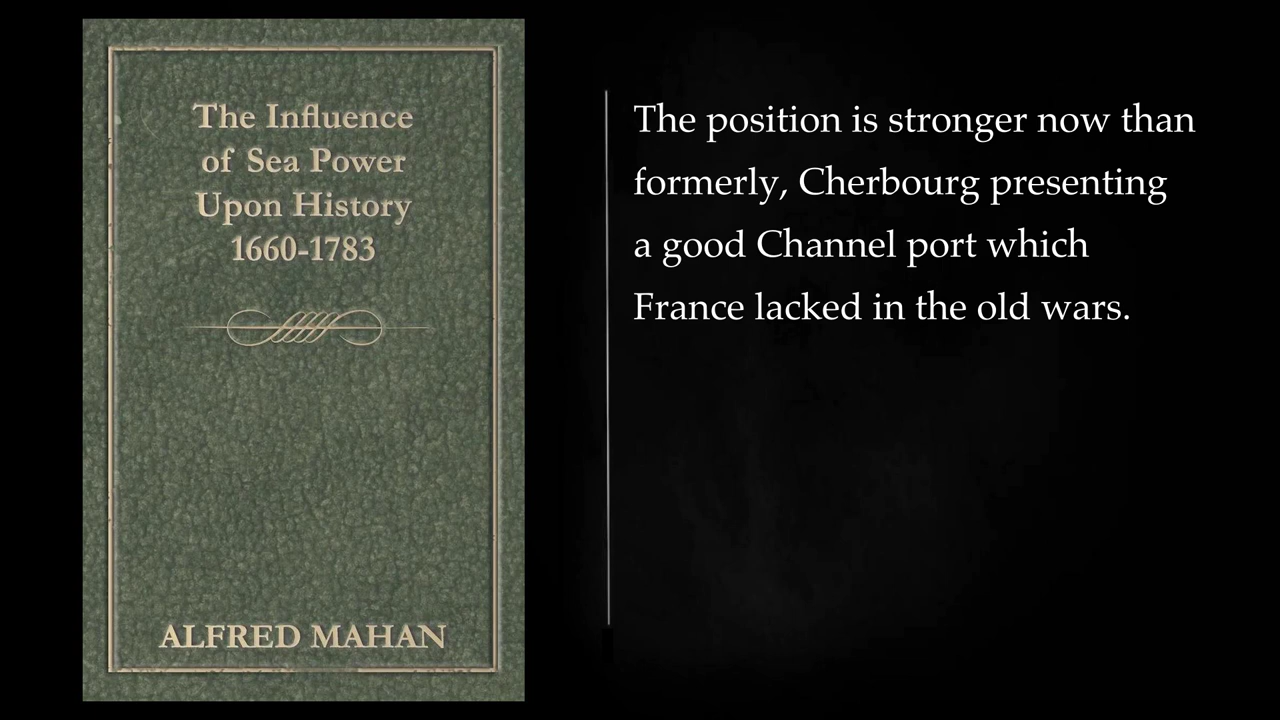 The Influence
of Sea Power
Upon History
1660-1783
ALFRED MAHAN
The position is stronger now than
formerly, Cherbourg presenting
a good Channel port which
France lacked in the old wars.